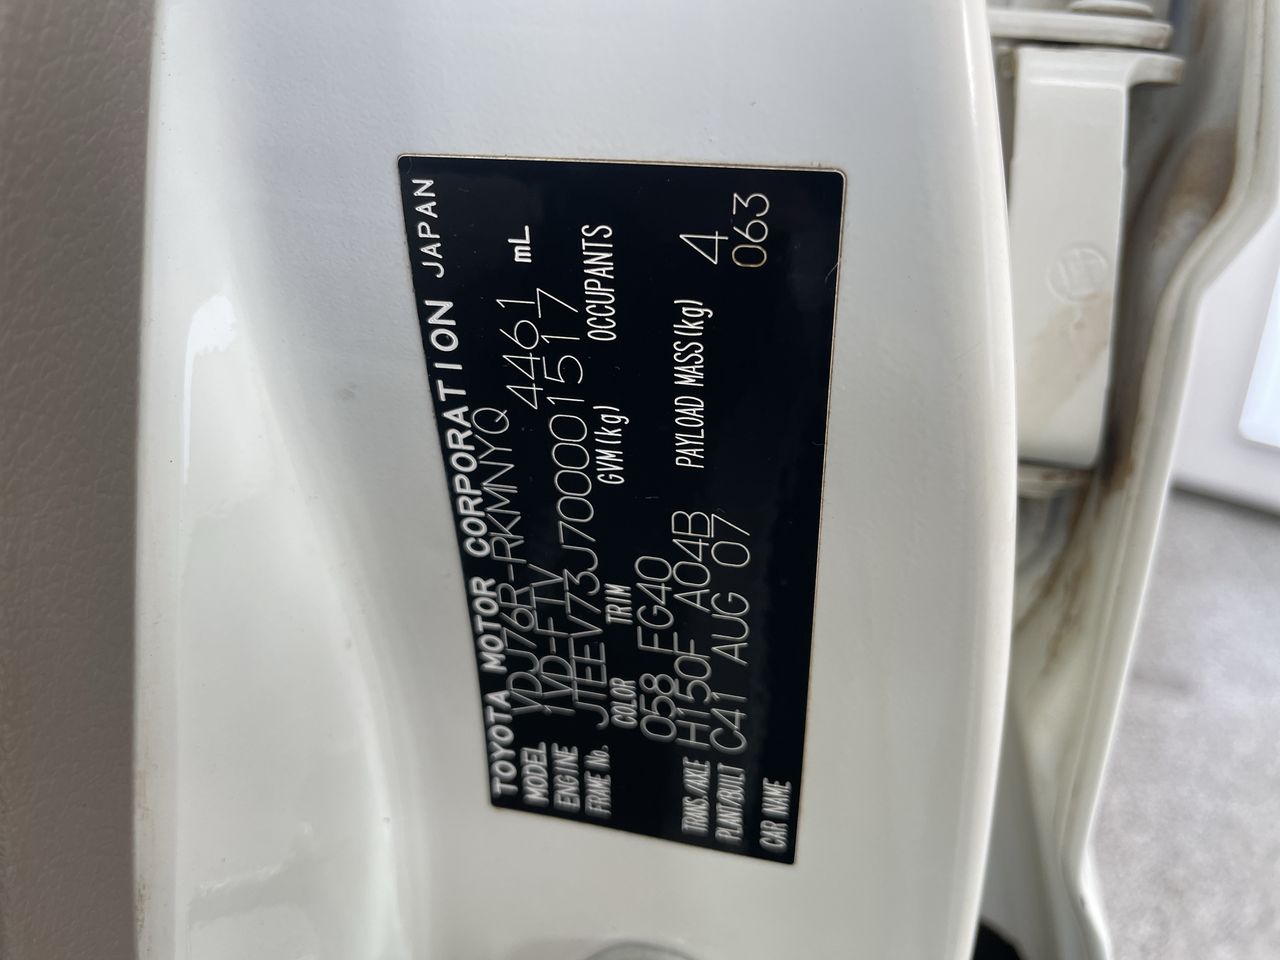 TOYOTA MOTOR CORPORATION JAPAN
MODEL VDJ76R-RKMNYQ
ENGINE 1VD-FTV 4461 mL
FRAME No. JTEEV73J700001517
COLOR TRIM GVM(kg) OCCUPANTS
058 FG40
TRANS./AXLE H150F A04B PAYLOAD MASS(kg) 4
PLANT/BUILT C41 AUG 07 063
CAR NAME